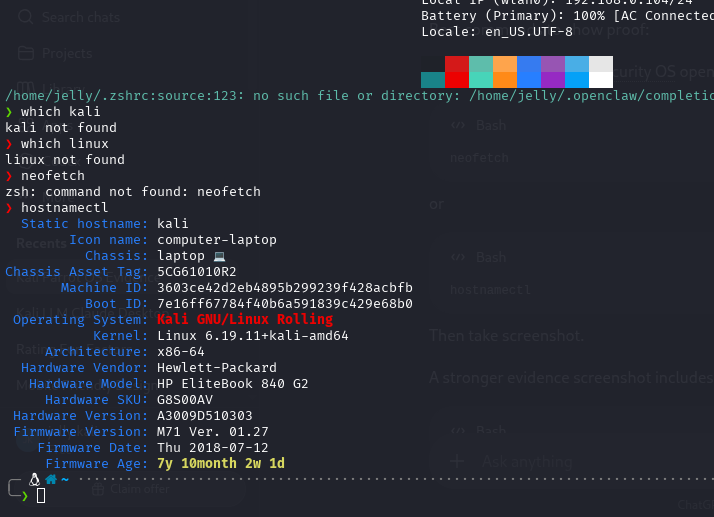 Local IP (wlan0): 192.168.0.104/24
Search chats
Battery (Primary): 100% [AC Connected
Locale: en_US.UTF-8
Projects
/home/jelly/.zshrc:source:123: no such file or directory: /home/jelly/.openclaw/completio
❯ which kali
kali not found
❯ which linux
linux not found
❯ neofetch
zsh: command not found: neofetch
❯ hostnamectl
Static hostname: kali
Icon name: computer-laptop
Chassis: laptop 💻
Chassis Asset Tag: 5CG61010R2
Machine ID: 3603ce42d2eb4895b299239f428acbfb
Boot ID: 7e16ff67784f40b6a591839c429e68b0
Operating System: Kali GNU/Linux Rolling
Kernel: Linux 6.19.11+kali-amd64
Architecture: x86-64
Hardware Vendor: Hewlett-Packard
Hardware Model: HP EliteBook 840 G2
Hardware SKU: G8S00AV
Hardware Version: A3009D510303
Firmware Version: M71 Ver. 01.27
Firmware Date: Thu 2018-07-12
Firmware Age: 7y 10month 2w 1d
~
❯
Recents
Claim offer
how proof:
curity OS open
Bash
neofetch
or
Bash
hostnamectl
Then take screenshot.
A stronger evidence screenshot includes
Bash
Ask anything
ChatG